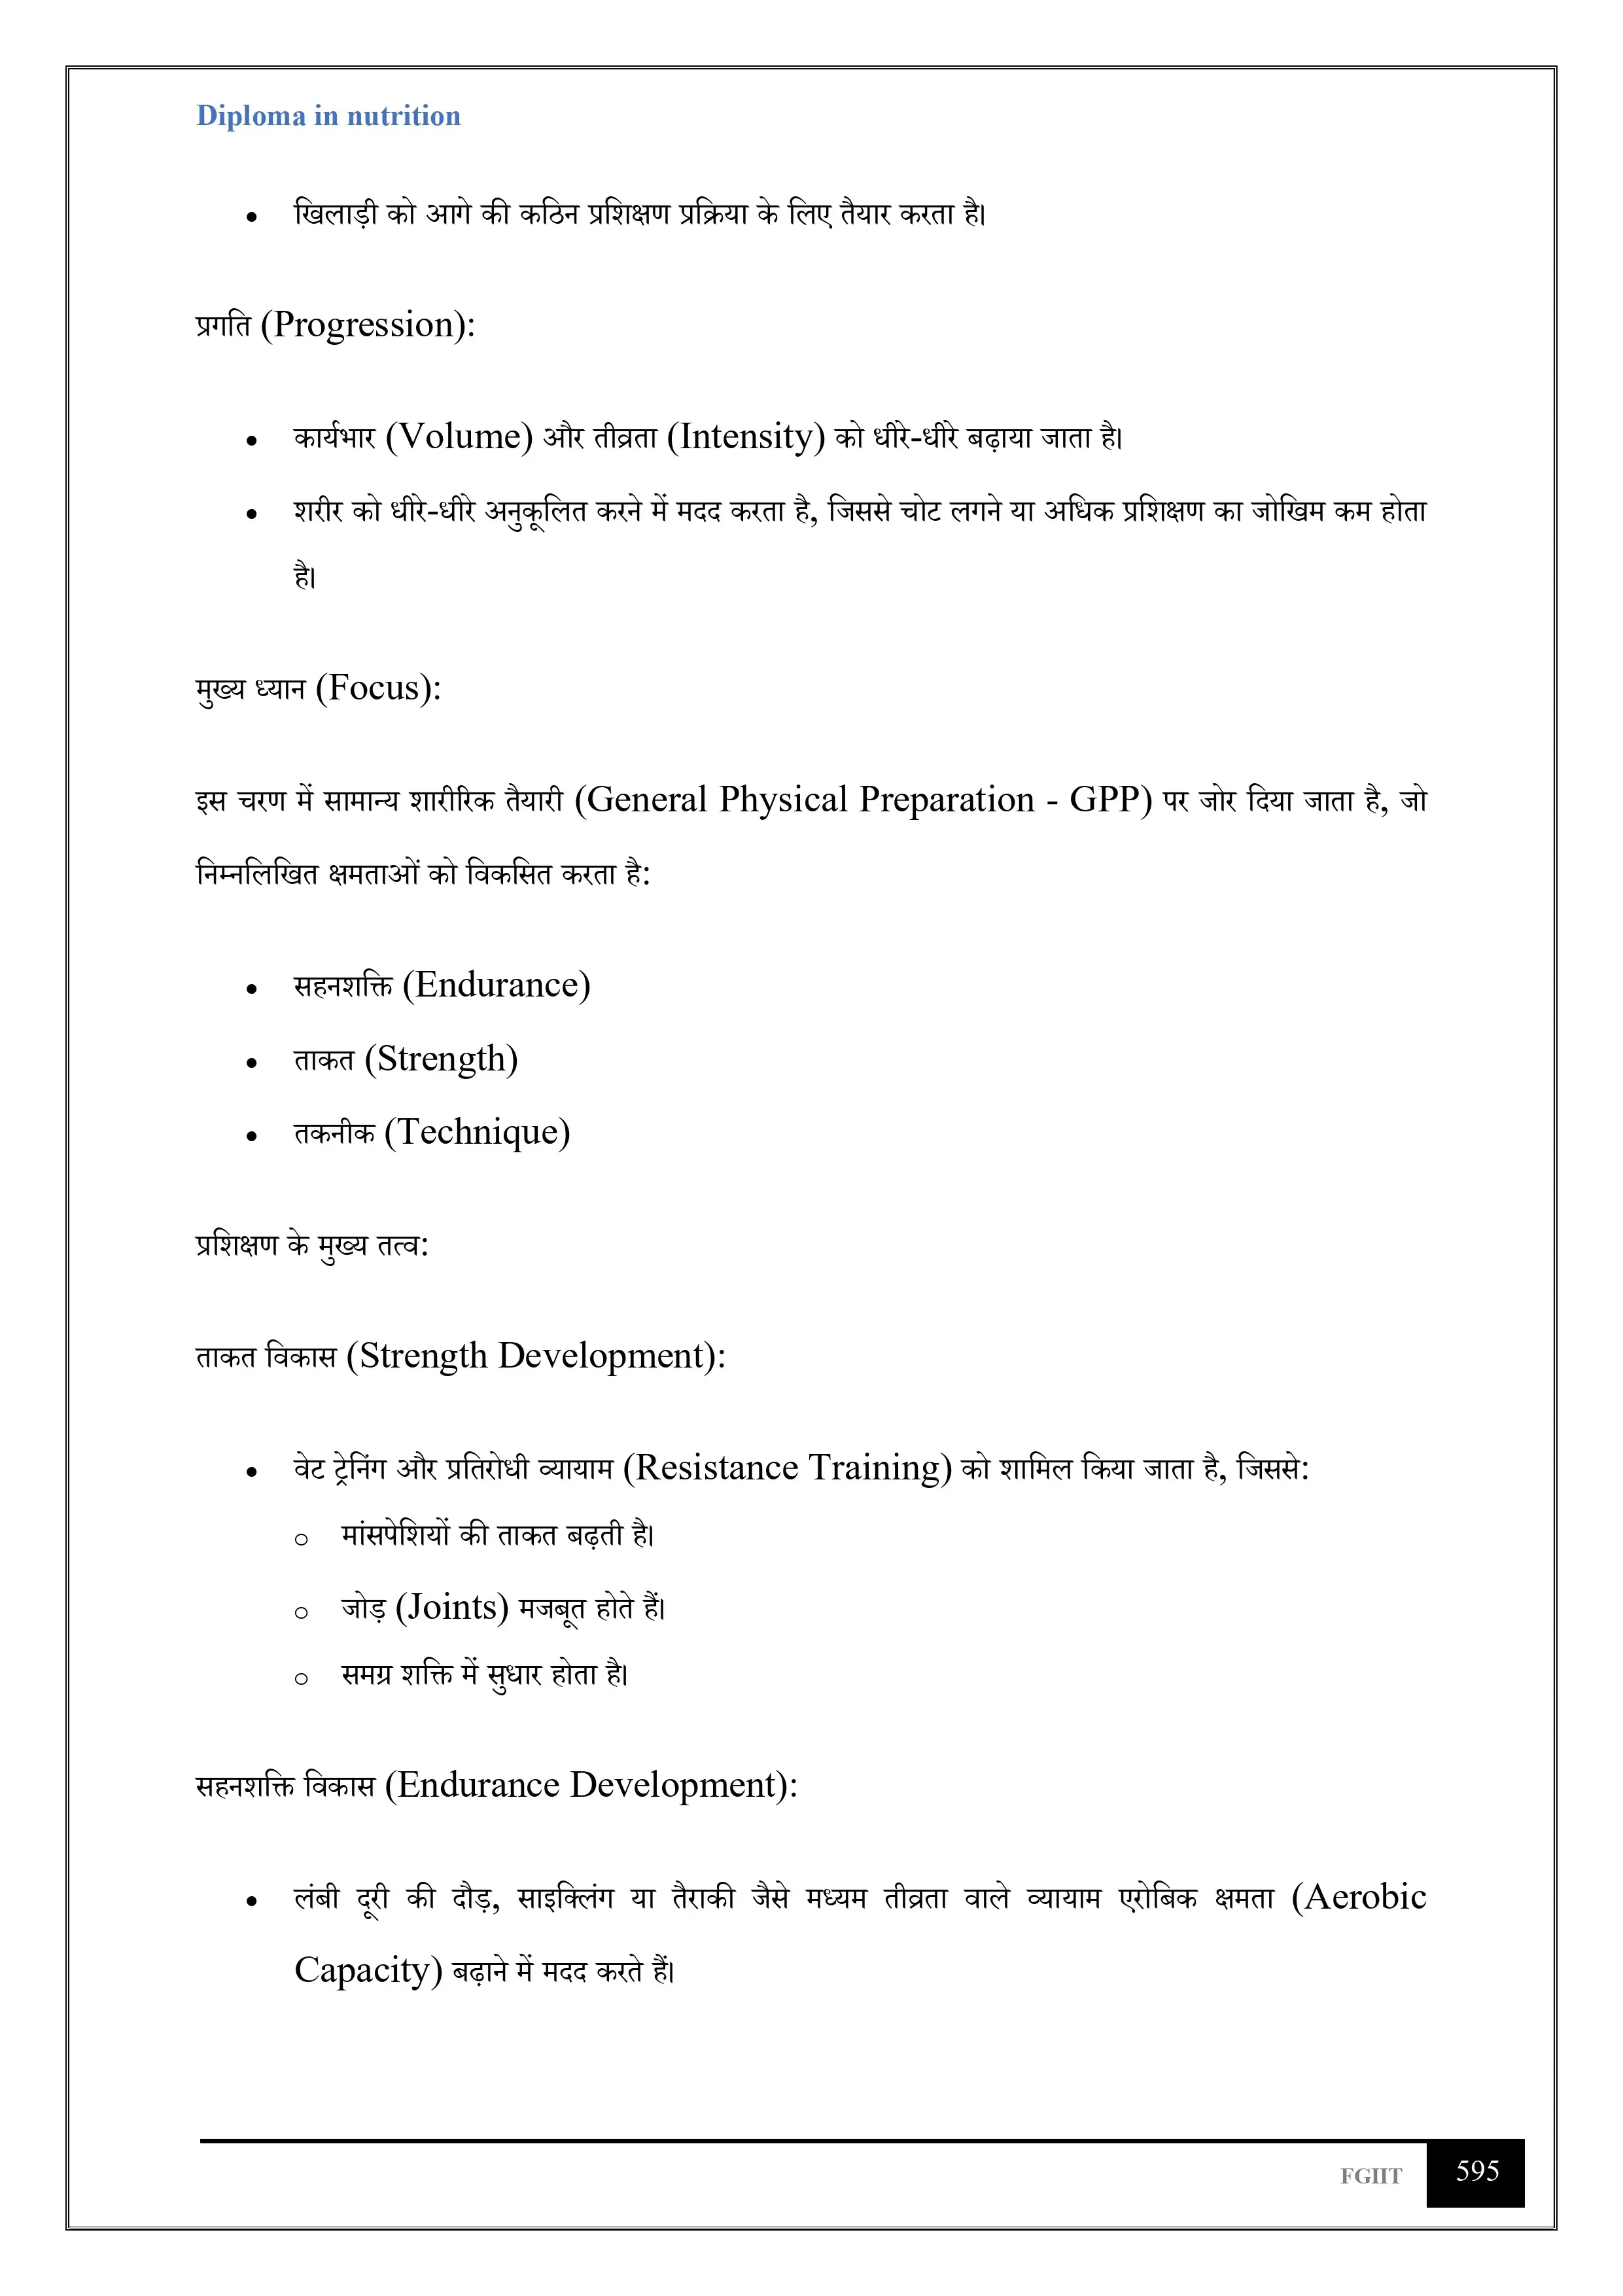 Diploma in nutrition
• खिलाड़ी को आगे की कठिन प्रशिक्षण प्रक्रिया के लिए तैयार करता है।
प्रगति (Progression):
• कार्यभार (Volume) और तीव्रता (Intensity) को धीरे-धीरे बढ़ाया जाता है।
• शरीर को धीरे-धीरे अनुकूलित करने में मदद करता है, जिससे चोट लगने या अधिक प्रशिक्षण का जोखिम कम होता
है।
मुख्य ध्यान (Focus):
इस चरण में सामान्य शारीरिक तैयारी (General Physical Preparation - GPP) पर जोर दिया जाता है, जो
निम्नलिखित क्षमताओं को विकसित करता है:
• सहनशक्ति (Endurance)
• ताकत (Strength)
• तकनीक (Technique)
प्रशिक्षण के मुख्य तत्व:
ताकत विकास (Strength Development):
• वेट ट्रेनिंग और प्रतिरोधी व्यायाम (Resistance Training) को शामिल किया जाता है, जिससे:
o मांसपेशियों की ताकत बढ़ती है।
o जोड़ (Joints) मजबूत होते हैं।
o समग्र शक्ति में सुधार होता है।
सहनशक्ति विकास (Endurance Development):
• लंबी दूरी की दौड़, साइक्लिंग या तैराकी जैसे मध्यम तीव्रता वाले व्यायाम एरोबिक क्षमता (Aerobic
Capacity) बढ़ाने में मदद करते हैं।
FGIIT 595